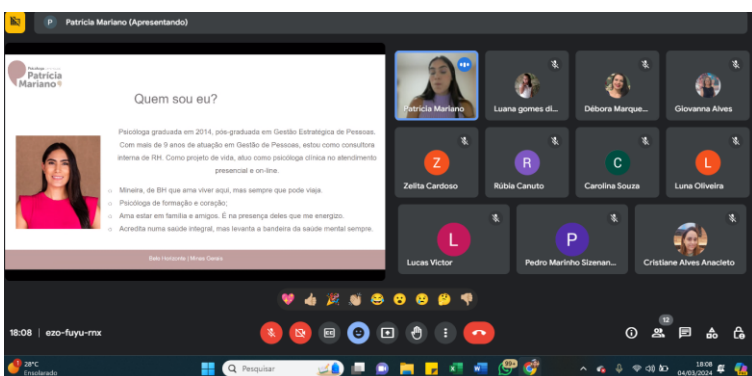 P Patrícia Mariano (Apresentando)
Patrícia
Mariano
Quem sou eu?
Psicóloga graduada em 2014, pós-graduada em Gestão Estratégica de Pessoas.
Com mais de 9 anos de atuação em Gestão de Pessoas, estou como consultora
interna de RH. Como projeto de vida, atuo como psicóloga clínica no atendimento
presencial e on-line.
Mineira, de BH que ama viver aqui, mas sempre que pode viaja.
Psicóloga de formação e coração;
Ama estar em família e amigos. É na presença deles que me energizo.
Acredita numa saúde integral, mas levanta a bandeira da saúde mental sempre.
Belo Horizonte | Minas Gerais
Patrícia Mariano
Luana gomes di...
Débora Marque...
Giovanna Alves
Z
R
C
L
Zelita Cardoso
Rúbia Canuto
Carolina Souza
Luna Oliveira
L
P
Lucas Victor
Pedro Marinho Sizenan...
Cristiane Alves Anacleto
18:08 | ezo-fuyu-rnx
12
28°C
Ensolarado
Pesquisar
99+
18:08
04/03/2024